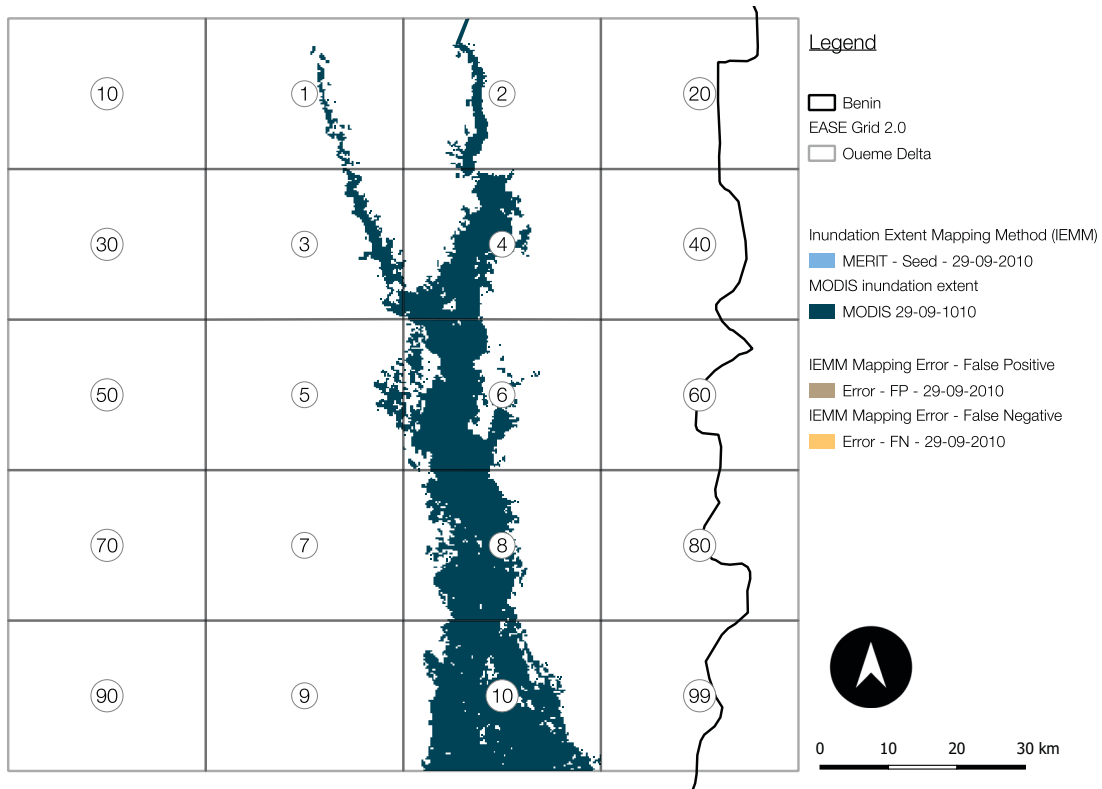 10
1
2
20
30
3
4
40
50
5
6
60
70
7
8
80
90
9
10
99
Legend
Benin
EASE Grid 2.0
Oueme Delta
Inundation Extent Mapping Method (IEMM)
MERIT - Seed - 29-09-2010
MODIS inundation extent
MODIS 29-09-1010
IEMM Mapping Error - False Positive
Error - FP - 29-09-2010
IEMM Mapping Error - False Negative
Error - FN - 29-09-2010
0 10 20 30 km